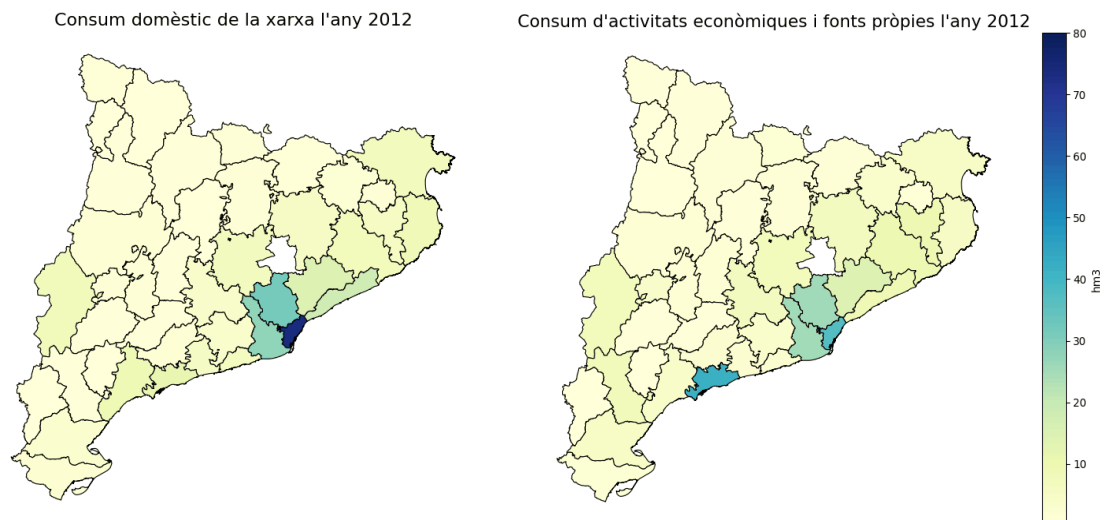 Consum domèstic de la xarxa l'any 2012
Consum d'activitats econòmiques i fonts pròpies l'any 2012
80
70
60
50
40
30
20
10
hm3